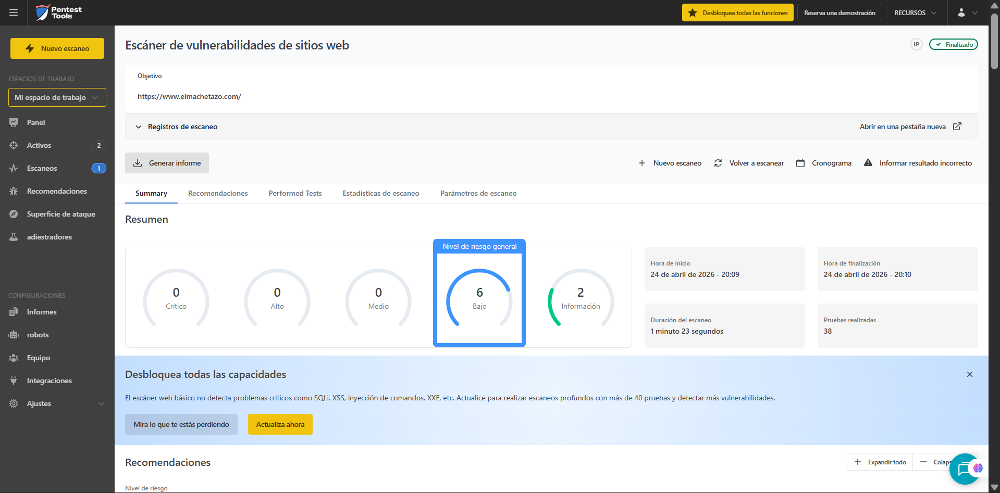 Pentest
Tools
Desbloquea todas las funciones
Reserva una demostración
RECURSOS
Nuevo escaneo
ESPACIOS DE TRABAJO
Mi espacio de trabajo
Panel
Activos 2
Escaneos 1
Recomendaciones
Superficie de ataque
adiestradores
CONFIGURACIONES
Informes
robots
Equipo
Integraciones
Ajustes
Escáner de vulnerabilidades de sitios web
IP
Finalizado
Objetivo
https://www.elmachetazo.com/
Registros de escaneo
Abrir en una pestaña nueva
Generar informe
Nuevo escaneo
Volver a escanear
Cronograma
Informar resultado incorrecto
Summary
Recomendaciones
Performed Tests
Estadísticas de escaneo
Parámetros de escaneo
Resumen
0
Crítico
0
Alto
0
Medio
Nivel de riesgo general
6
Bajo
2
Información
Hora de inicio
24 de abril de 2026 - 20:09
Hora de finalización
24 de abril de 2026 - 20:10
Duración del escaneo
1 minuto 23 segundos
Pruebas realizadas
38
Desbloquea todas las capacidades
El escáner web básico no detecta problemas críticos como SQLi, XSS, inyección de comandos, XXE, etc. Actualice para realizar escaneos profundos con más de 40 pruebas y detectar más vulnerabilidades.
Mira lo que te estás perdiendo
Actualiza ahora
Recomendaciones
Expandir todo
Colaps
Nivel de riesgo